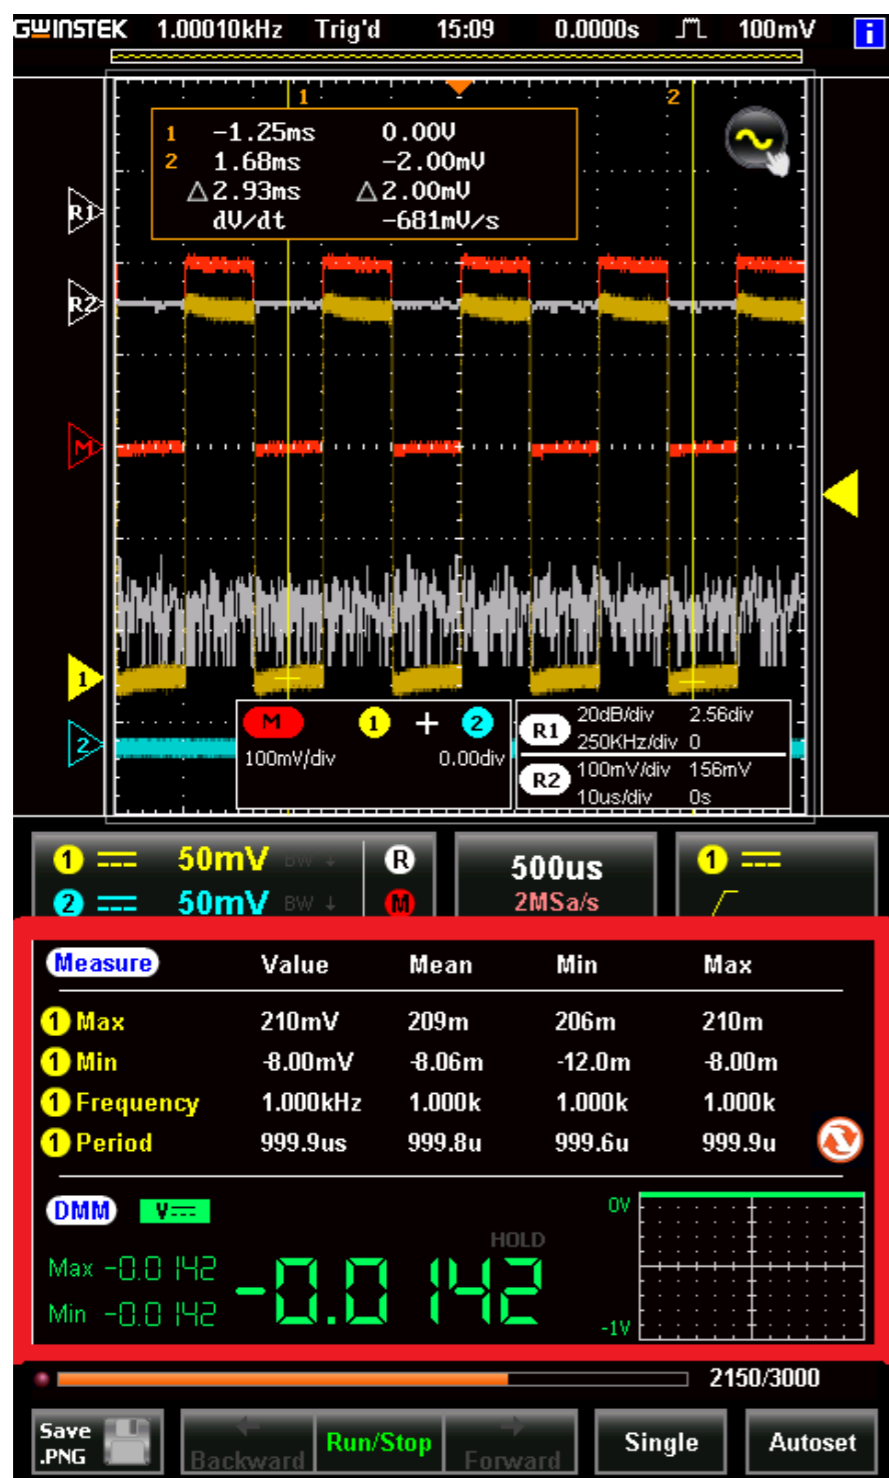 GWINSTEK 1.00010kHz Trig'd 15:09 0.0000s 100mV i
1 2
1 -1.25ms 0.00V
2 1.68ms -2.00mV
△2.93ms △2.00mV
dV/dt -681mV/s
R1
R2
M
1
2
M 1 + 2
100mV/div 0.00div
R1 20dB/div 2.56div
250KHz/div 0
R2 100mV/div 156mV
10us/div 0s
1 50mV BW R
2 50mV BW M
500us
2MSa/s
1
Measure Value Mean Min Max
1 Max 210mV 209m 206m 210m
1 Min -8.00mV -8.06m -12.0m -8.00m
1 Frequency 1.000kHz 1.000k 1.000k 1.000k
1 Period 999.9us 999.8u 999.6u 999.9u
DMM V
HOLD
Max -0.0142
Min -0.0142
-0.0142
0V
-1V
2150/3000
Save
.PNG
Backward Run/Stop Forward
Single
Autoset